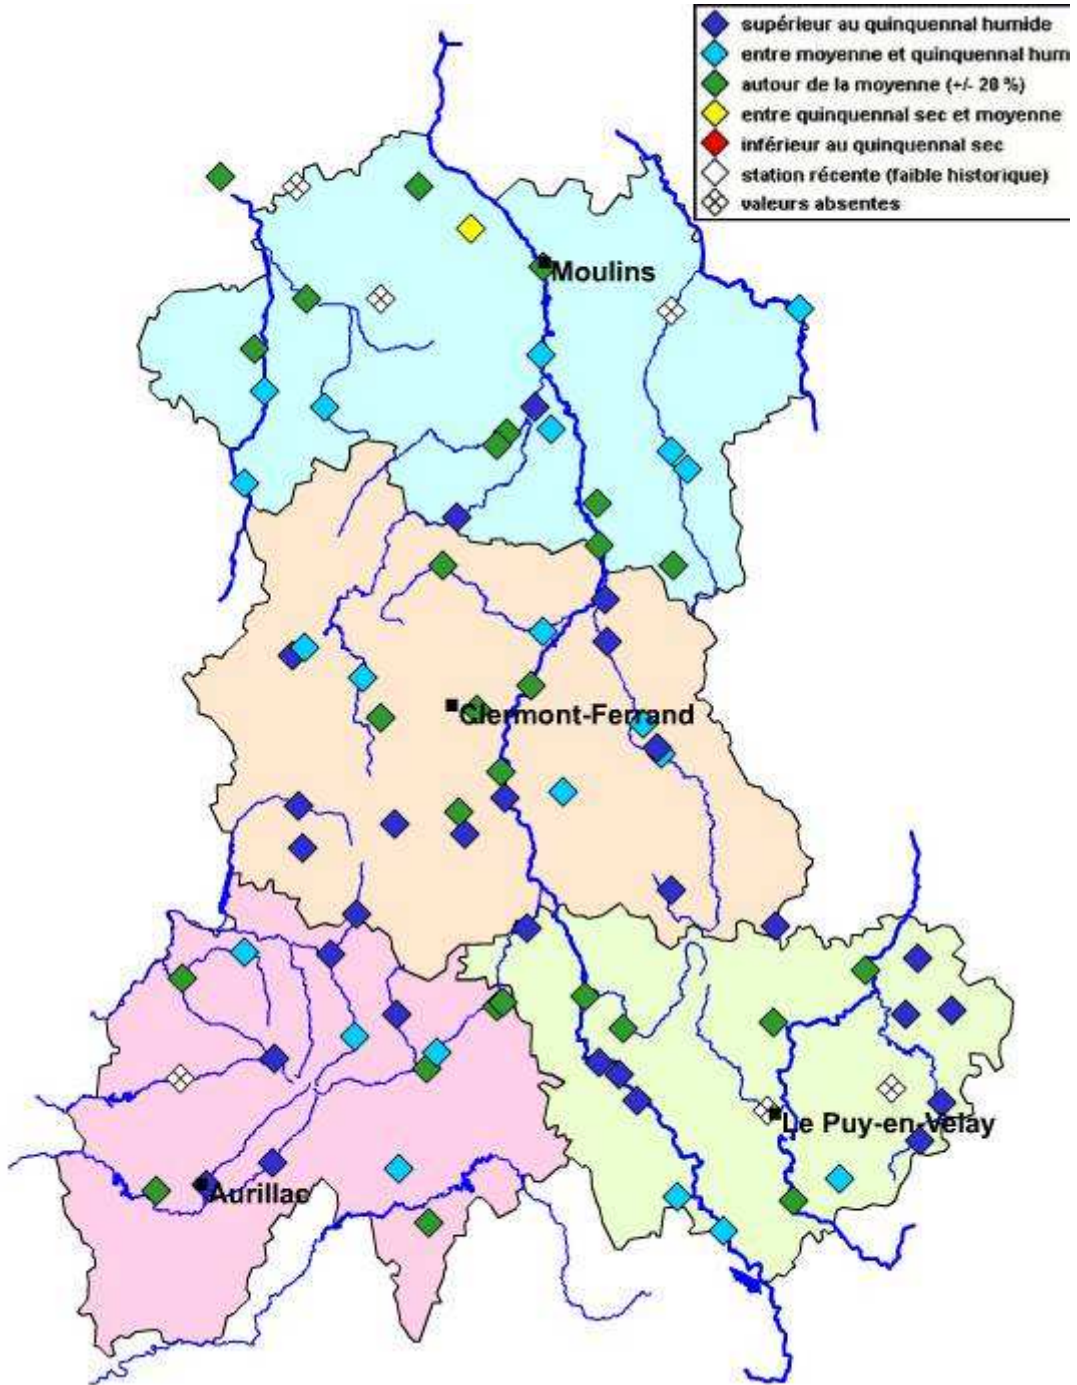 supérieur au quinquennal humide
entre moyenne et quinquennal hum
autour de la moyenne (+/- 20 %)
entre quinquennal sec et moyenne
inférieur au quinquennal sec
station récente (faible historique)
valeurs absentes
Moulins
Clermont-Ferrand
Le Puy-en-Velay
Aurillac